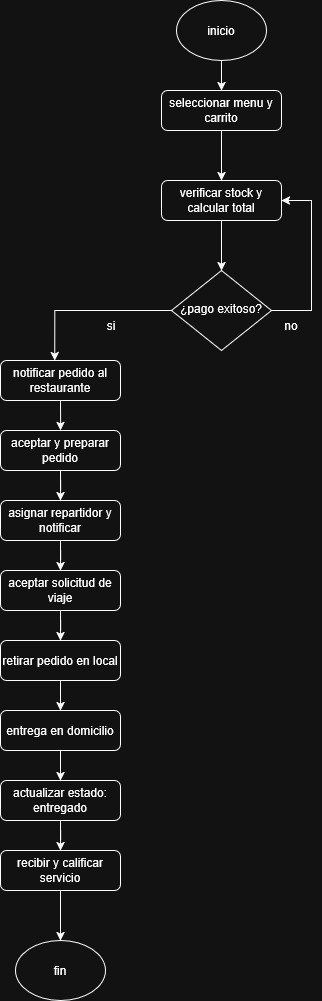 inicio
seleccionar menu y
carrito
verificar stock y
calcular total
¿pago exitoso?
si
no
notificar pedido al
restaurante
aceptar y preparar
pedido
asignar repartidor y
notificar
aceptar solicitud de
viaje
retirar pedido en local
entrega en domicilio
actualizar estado:
entregado
recibir y calificar
servicio
fin